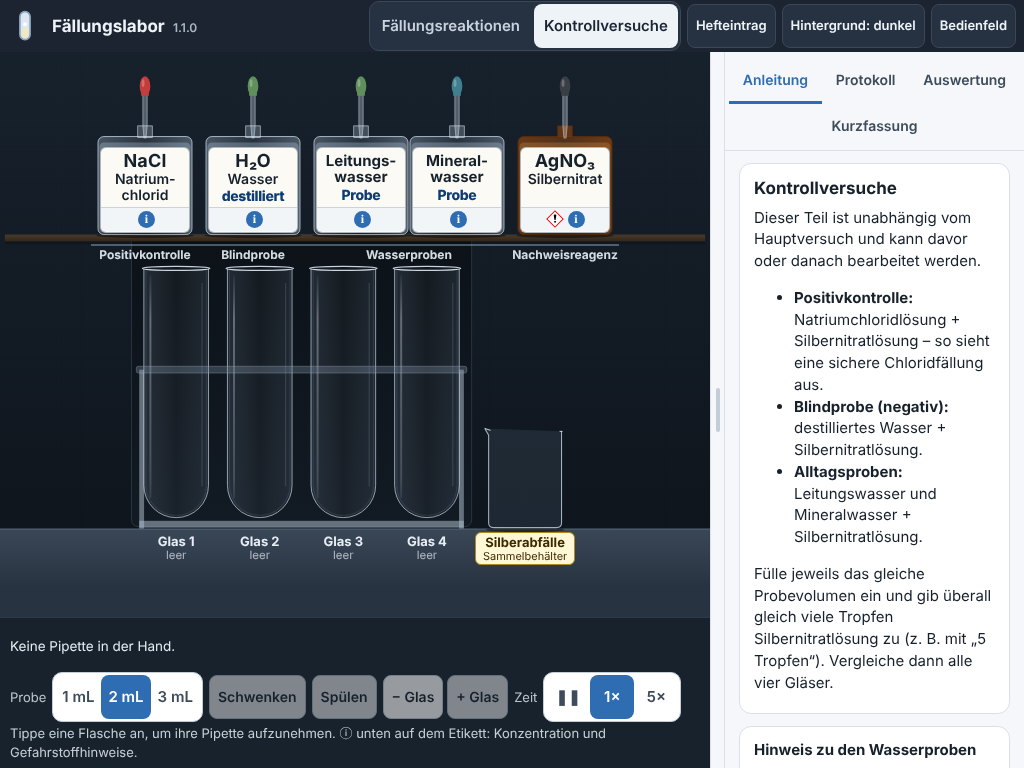 Fällungslabor 1.1.0
Fällungsreaktionen
Kontrollversuche
Hefteintrag
Hintergrund: dunkel
Bedienfeld
NaCl
Natrium-
chlorid
i
H₂O
Wasser
destilliert
i
Leitungs-
wasser
Probe
i
Mineral-
wasser
Probe
i
AgNO₃
Silbernitrat
! i
Positivkontrolle
Blindprobe
Wasserproben
Nachweisreagenz
Glas 1
leer
Glas 2
leer
Glas 3
leer
Glas 4
leer
Silberabfälle
Sammelbehälter
Keine Pipette in der Hand.
Probe 1 mL 2 mL 3 mL Schwenken Spülen − Glas + Glas Zeit ❚❚ 1× 5×
Tippe eine Flasche an, um ihre Pipette aufzunehmen. ⓘ unten auf dem Etikett: Konzentration und
Gefahrstoffhinweise.
Anleitung
Protokoll
Auswertung
Kurzfassung
Kontrollversuche
Dieser Teil ist unabhängig vom
Hauptversuch und kann davor
oder danach bearbeitet werden.
• Positivkontrolle:
Natriumchloridlösung +
Silbernitratlösung – so sieht
eine sichere Chloridfällung
aus.
• Blindprobe (negativ):
destilliertes Wasser +
Silbernitratlösung.
• Alltagsproben:
Leitungswasser und
Mineralwasser +
Silbernitratlösung.
Fülle jeweils das gleiche
Probevolumen ein und gib überall
gleich viele Tropfen
Silbernitratlösung zu (z. B. mit „5
Tropfen“). Vergleiche dann alle
vier Gläser.
Hinweis zu den Wasserproben